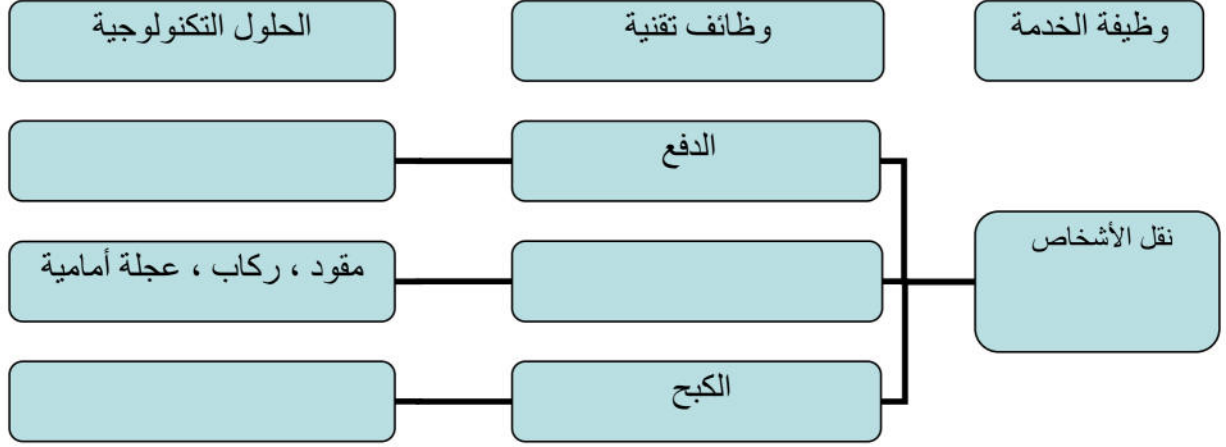 وظيفة الخدمة
وظائف تقنية
الحلول التكنولوجية
الدفع
نقل الأشخاص
مقود ، ركاب ، عجلة أمامية
الكبح